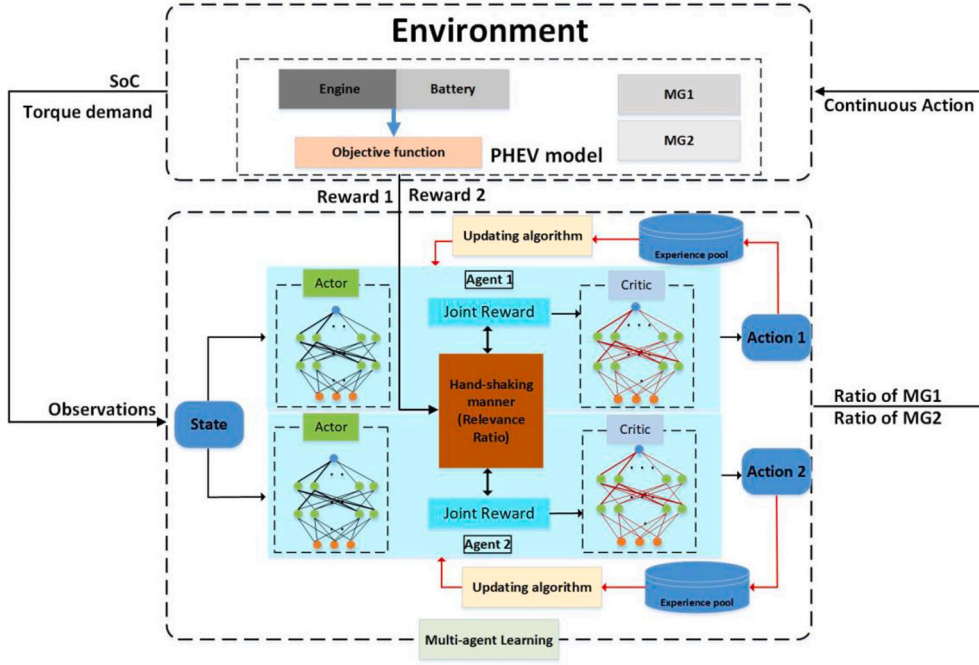 Environment
SoC
Torque demand
Engine
Battery
MG1
MG2
Objective function
PHEV model
Continuous Action
Reward 1
Reward 2
Updating algorithm
Experience pool
Agent 1
Actor
Critic
Joint Reward
Action 1
Hand-shaking
manner
(Relevance
Ratio)
Observations
State
Ratio of MG1
Ratio of MG2
Actor
Critic
Action 2
Joint Reward
Agent 2
Updating algorithm
Experience pool
Multi-agent Learning